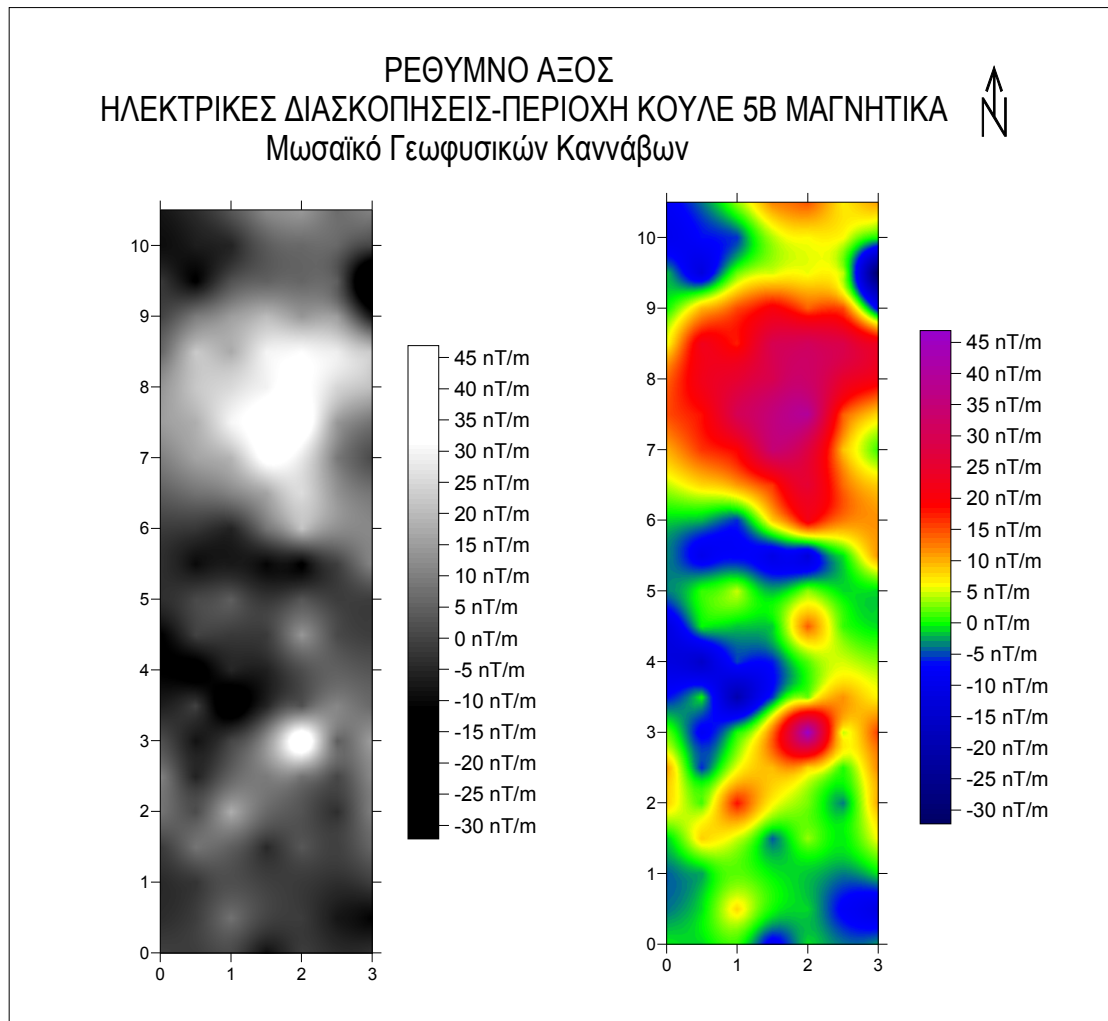 ΡΕΘΥΜΝΟ ΑΞΟΣ
ΗΛΕΚΤΡΙΚΕΣ ΔΙΑΣΚΟΠΗΣΕΙΣ-ΠΕΡΙΟΧΗ ΚΟΥΛΕ 5Β ΜΑΓΝΗΤΙΚΑ
Μωσαϊκό Γεωφυσικών Καννάβων
N
10
9
8
7
6
5
4
3
2
1
0
0 1 2 3
45 nT/m
40 nT/m
35 nT/m
30 nT/m
25 nT/m
20 nT/m
15 nT/m
10 nT/m
5 nT/m
0 nT/m
-5 nT/m
-10 nT/m
-15 nT/m
-20 nT/m
-25 nT/m
-30 nT/m
10
9
8
7
6
5
4
3
2
1
0
0 1 2 3
45 nT/m
40 nT/m
35 nT/m
30 nT/m
25 nT/m
20 nT/m
15 nT/m
10 nT/m
5 nT/m
0 nT/m
-5 nT/m
-10 nT/m
-15 nT/m
-20 nT/m
-25 nT/m
-30 nT/m